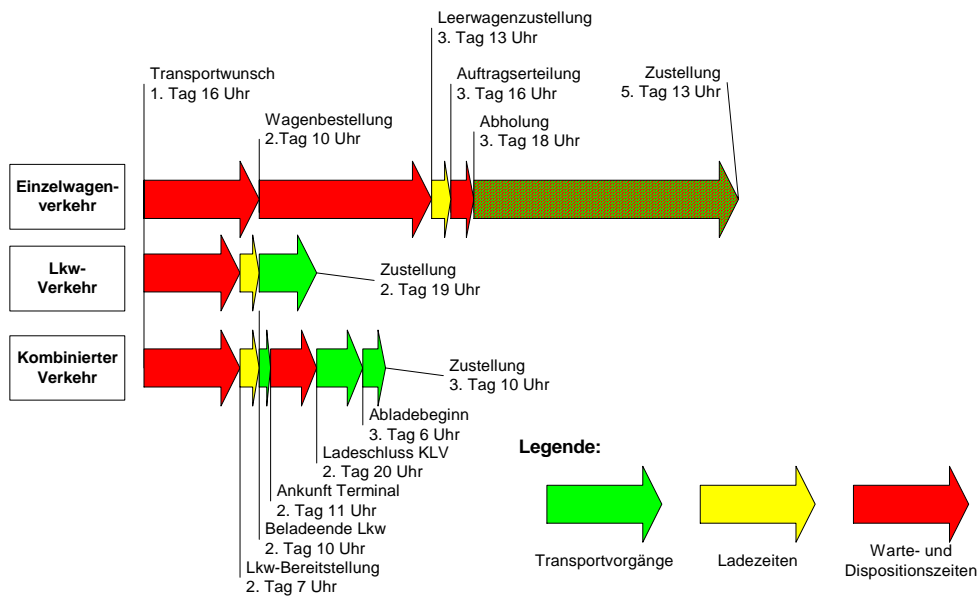 Leerwagenzustellung
3. Tag 13 Uhr
Transportwunsch
1. Tag 16 Uhr
Auftragserteilung
3. Tag 16 Uhr
Zustellung
5. Tag 13 Uhr
Wagenbestellung
2.Tag 10 Uhr
Abholung
3. Tag 18 Uhr
Einzelwagen-
verkehr
Lkw-
Verkehr
Zustellung
2. Tag 19 Uhr
Kombinierter
Verkehr
Zustellung
3. Tag 10 Uhr
Abladebeginn
3. Tag 6 Uhr
Ladeschluss KLV
2. Tag 20 Uhr
Ankunft Terminal
2. Tag 11 Uhr
Beladeende Lkw
2. Tag 10 Uhr
Lkw-Bereitstellung
2. Tag 7 Uhr
Legende:
Transportvorgänge
Ladezeiten
Warte- und
Dispositionszeiten